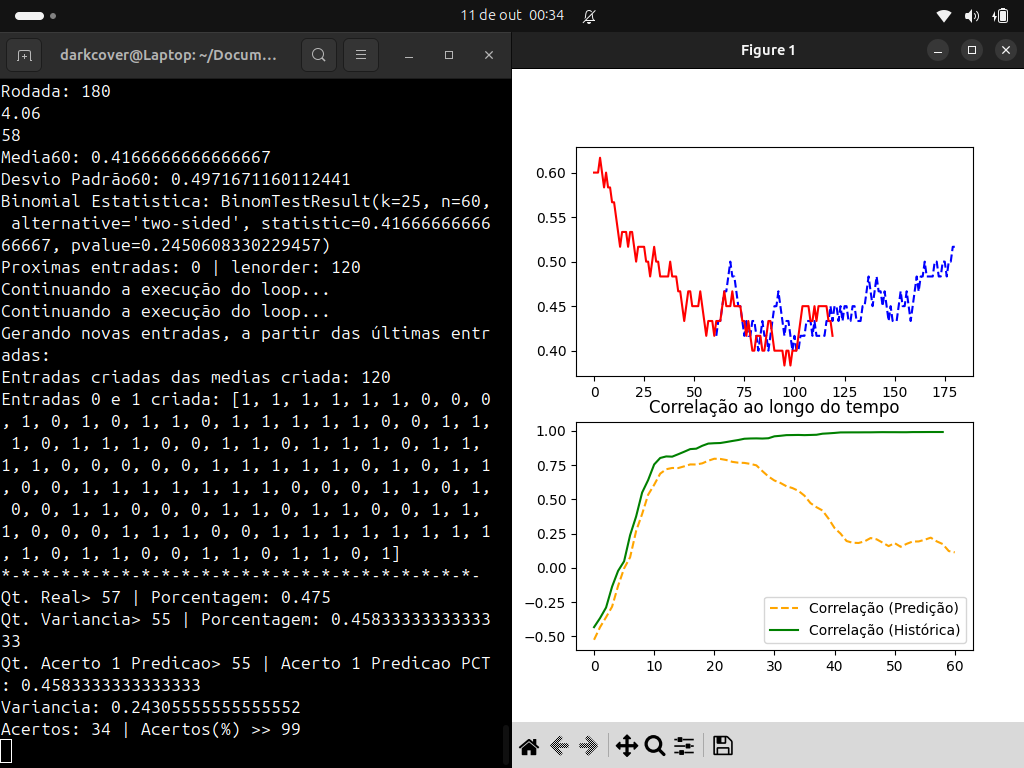 11 de out 00:34
darkcover@Laptop: ~/Docum...
Rodada: 180
4.06
58
Media60: 0.4166666666666667
Desvio Padrão60: 0.4971671160112441
Binomial Estatistica: BinomTestResult(k=25, n=60,
alternative='two-sided', statistic=0.41666666666
66667, pvalue=0.2450608330229457)
Proximas entradas: 0 | lenorder: 120
Continuando a execução do loop...
Continuando a execução do loop...
Gerando novas entradas, a partir das últimas entr
adas:
Entradas criadas das medias criada: 120
Entradas 0 e 1 criada: [1, 1, 1, 1, 1, 1, 0, 0, 0
, 1, 0, 1, 0, 1, 1, 0, 1, 1, 1, 1, 1, 0, 0, 1, 1,
1, 0, 1, 1, 1, 0, 0, 1, 1, 0, 1, 1, 1, 0, 1, 1,
1, 1, 0, 0, 0, 0, 0, 1, 1, 1, 1, 1, 0, 1, 0, 1, 1
, 0, 0, 1, 1, 1, 1, 1, 1, 1, 0, 0, 0, 1, 1, 0, 1,
0, 0, 1, 1, 0, 0, 0, 1, 1, 0, 1, 1, 0, 0, 1, 1,
1, 0, 0, 0, 1, 1, 1, 0, 0, 1, 1, 1, 1, 1, 1, 1, 1
, 1, 0, 1, 1, 0, 0, 1, 1, 0, 1, 1, 0, 1]
*-*-*-*-*-*-*-*-*-*-*-*-*-*-*-*-*-*-*-*-*-*-*-*-
Qt. Real> 57 | Porcentagem: 0.475
Qt. Variancia> 55 | Porcentagem: 0.45833333333333
33
Qt. Acerto 1 Predicao> 55 | Acerto 1 Predicao PCT
: 0.4583333333333333
Variancia: 0.24305555555555552
Acertos: 34 | Acertos(%) >> 99
Figure 1
0.60
0.55
0.50
0.45
0.40
0 25 50 75 100 125 150 175
Correlação ao longo do tempo
1.00
0.75
0.50
0.25
0.00
−0.25
−0.50
Correlação (Predição)
Correlação (Histórica)
0 10 20 30 40 50 60